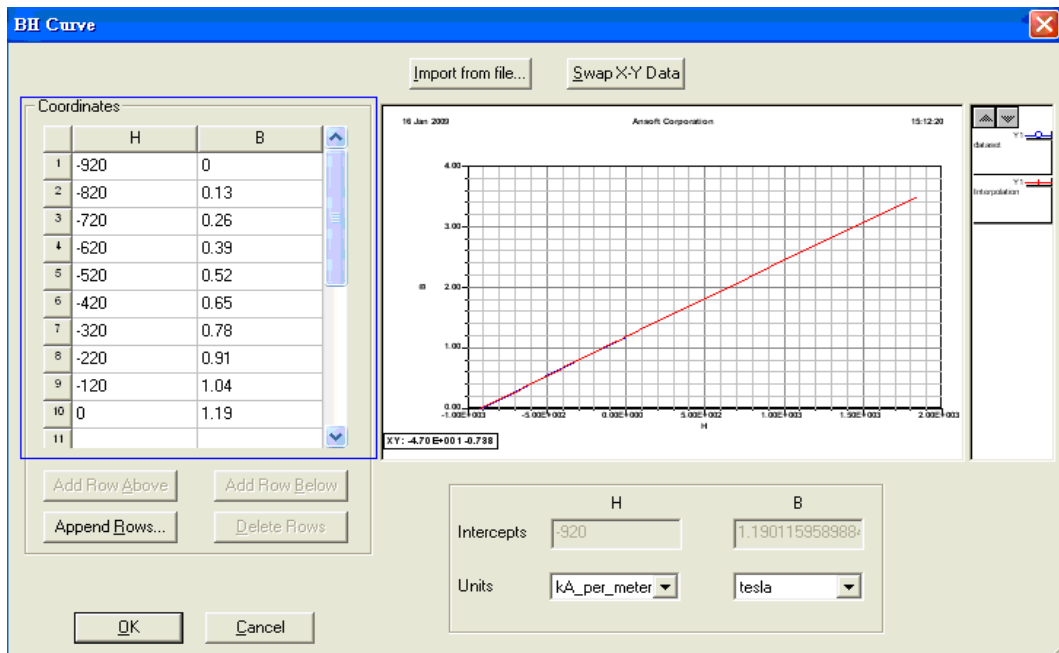 BH Curve
Import from file...
Swap X-Y Data
Coordinates
H B
1 -920 0
2 -820 0.13
3 -720 0.26
4 -620 0.39
5 -520 0.52
6 -420 0.65
7 -320 0.78
8 -220 0.91
9 -120 1.04
10 0 1.19
11
Add Row Above
Add Row Below
Append Rows...
Delete Rows
OK
Cancel
16 Jan 2009 Ansoft Corporation 15:12:20
4.00
3.00
2.00
1.00
0.00
B
-1.00E+003 -5.00E+002 0.00E+000 5.00E+002 1.00E+003 1.50E+003 2.00E+003
H
XY: -4.70E+001 -0.738
Y1
dataset
Y1
Interpolation
H B
Intercepts -920 1.1901159589884
Units kA_per_meter tesla